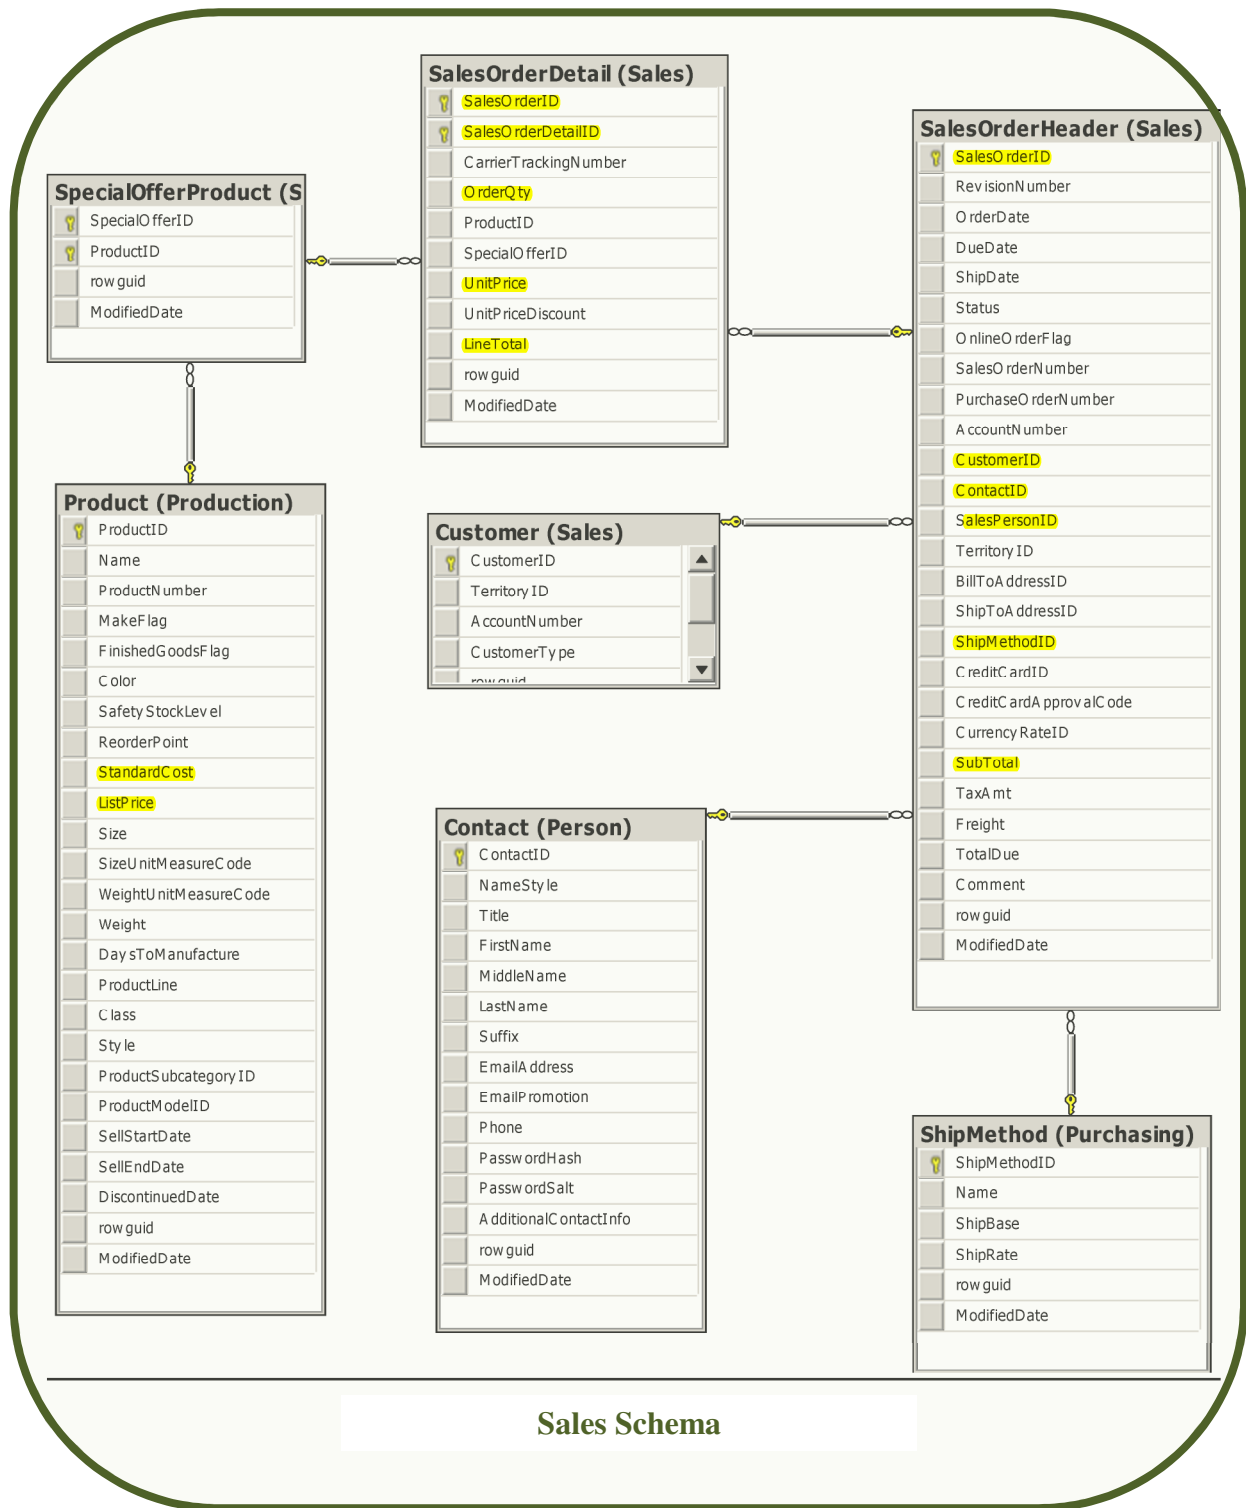 SalesOrderDetail (Sales)
SalesOrderID
SalesOrderDetailID
CarrierTrackingNumber
OrderQty
ProductID
SpecialOfferID
UnitPrice
UnitPriceDiscount
LineTotal
rowguid
ModifiedDate
SalesOrderHeader (Sales)
SalesOrderID
RevisionNumber
OrderDate
DueDate
ShipDate
Status
OnlineOrderFlag
SalesOrderNumber
PurchaseOrderNumber
AccountNumber
CustomerID
ContactID
SalesPersonID
TerritoryID
BillToAddressID
ShipToAddressID
ShipMethodID
CreditCardID
CreditCardApprovalCode
CurrencyRateID
SubTotal
TaxAmt
Freight
TotalDue
Comment
rowguid
ModifiedDate
SpecialOfferProduct (S
SpecialOfferID
ProductID
rowguid
ModifiedDate
Product (Production)
ProductID
Name
ProductNumber
MakeFlag
FinishedGoodsFlag
Color
SafetyStockLevel
ReorderPoint
StandardCost
ListPrice
Size
SizeUnitMeasureCode
WeightUnitMeasureCode
Weight
DaysToManufacture
ProductLine
Class
Style
ProductSubcategoryID
ProductModelID
SellStartDate
SellEndDate
DiscontinuedDate
rowguid
ModifiedDate
Customer (Sales)
CustomerID
TerritoryID
AccountNumber
CustomerType
rowguid
Contact (Person)
ContactID
NameStyle
Title
FirstName
MiddleName
LastName
Suffix
EmailAddress
EmailPromotion
Phone
PasswordHash
PasswordSalt
AdditionalContactInfo
rowguid
ModifiedDate
ShipMethod (Purchasing)
ShipMethodID
Name
ShipBase
ShipRate
rowguid
ModifiedDate
Sales Schema